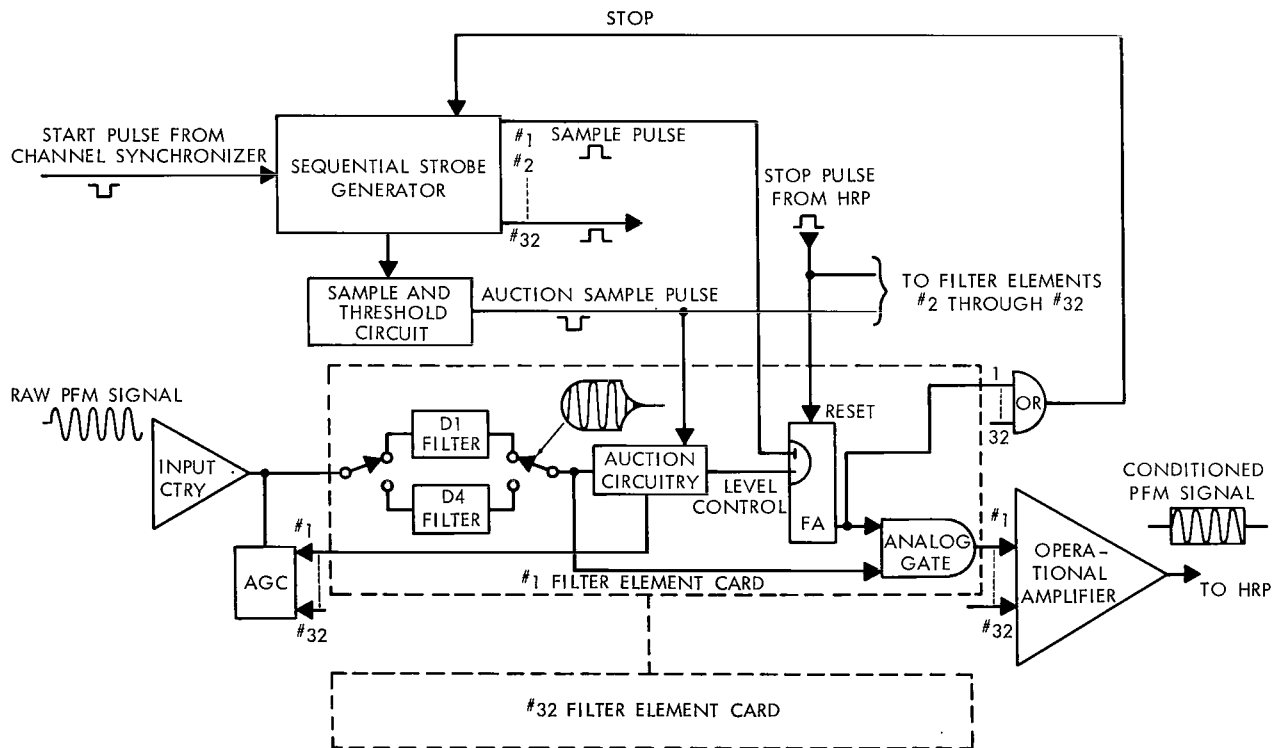 STOP
START PULSE FROM
CHANNEL SYNCHRONIZER
SEQUENTIAL STROBE
GENERATOR
#1 SAMPLE PULSE
#2
#32
STOP PULSE
FROM HRP
SAMPLE AND
THRESHOLD
CIRCUIT
AUCTION SAMPLE PULSE
TO FILTER ELEMENTS
#2 THROUGH #32
RAW PFM SIGNAL
INPUT
CTRY
D1
FILTER
D4
FILTER
AUCTION
CIRCUITRY
LEVEL
CONTROL
RESET
FA
1
OR
32
ANALOG
GATE
CONDITIONED
PFM SIGNAL
#1
OPERA-
TIONAL
AMPLIFIER
#32
TO HRP
AGC
#1
#32
#1 FILTER ELEMENT CARD
#32 FILTER ELEMENT CARD